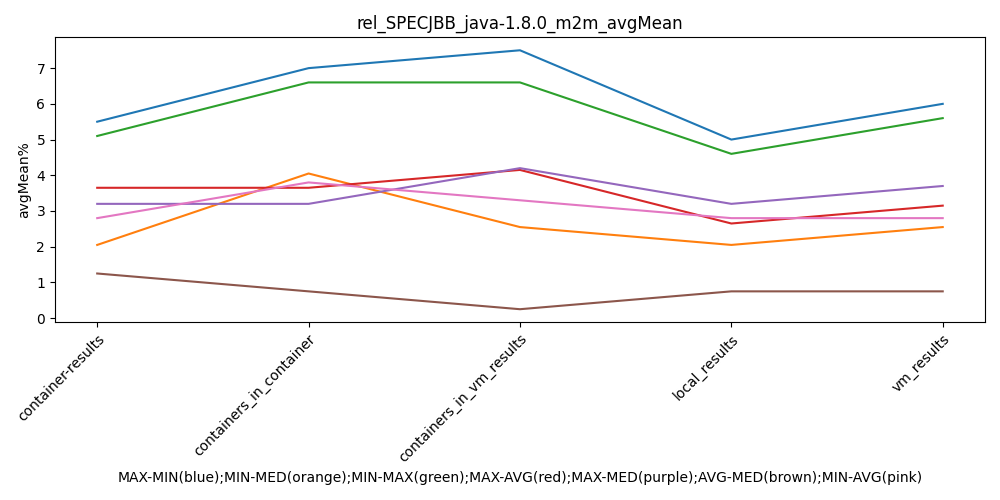 rel_SPECJBB_java-1.8.0_m2m_avgMean
avgMean%
7
6
5
4
3
2
1
0
container-results
containers_in_container
containers_in_vm_results
local_results
vm_results
MAX-MIN(blue);MIN-MED(orange);MIN-MAX(green);MAX-AVG(red);MAX-MED(purple);AVG-MED(brown);MIN-AVG(pink)